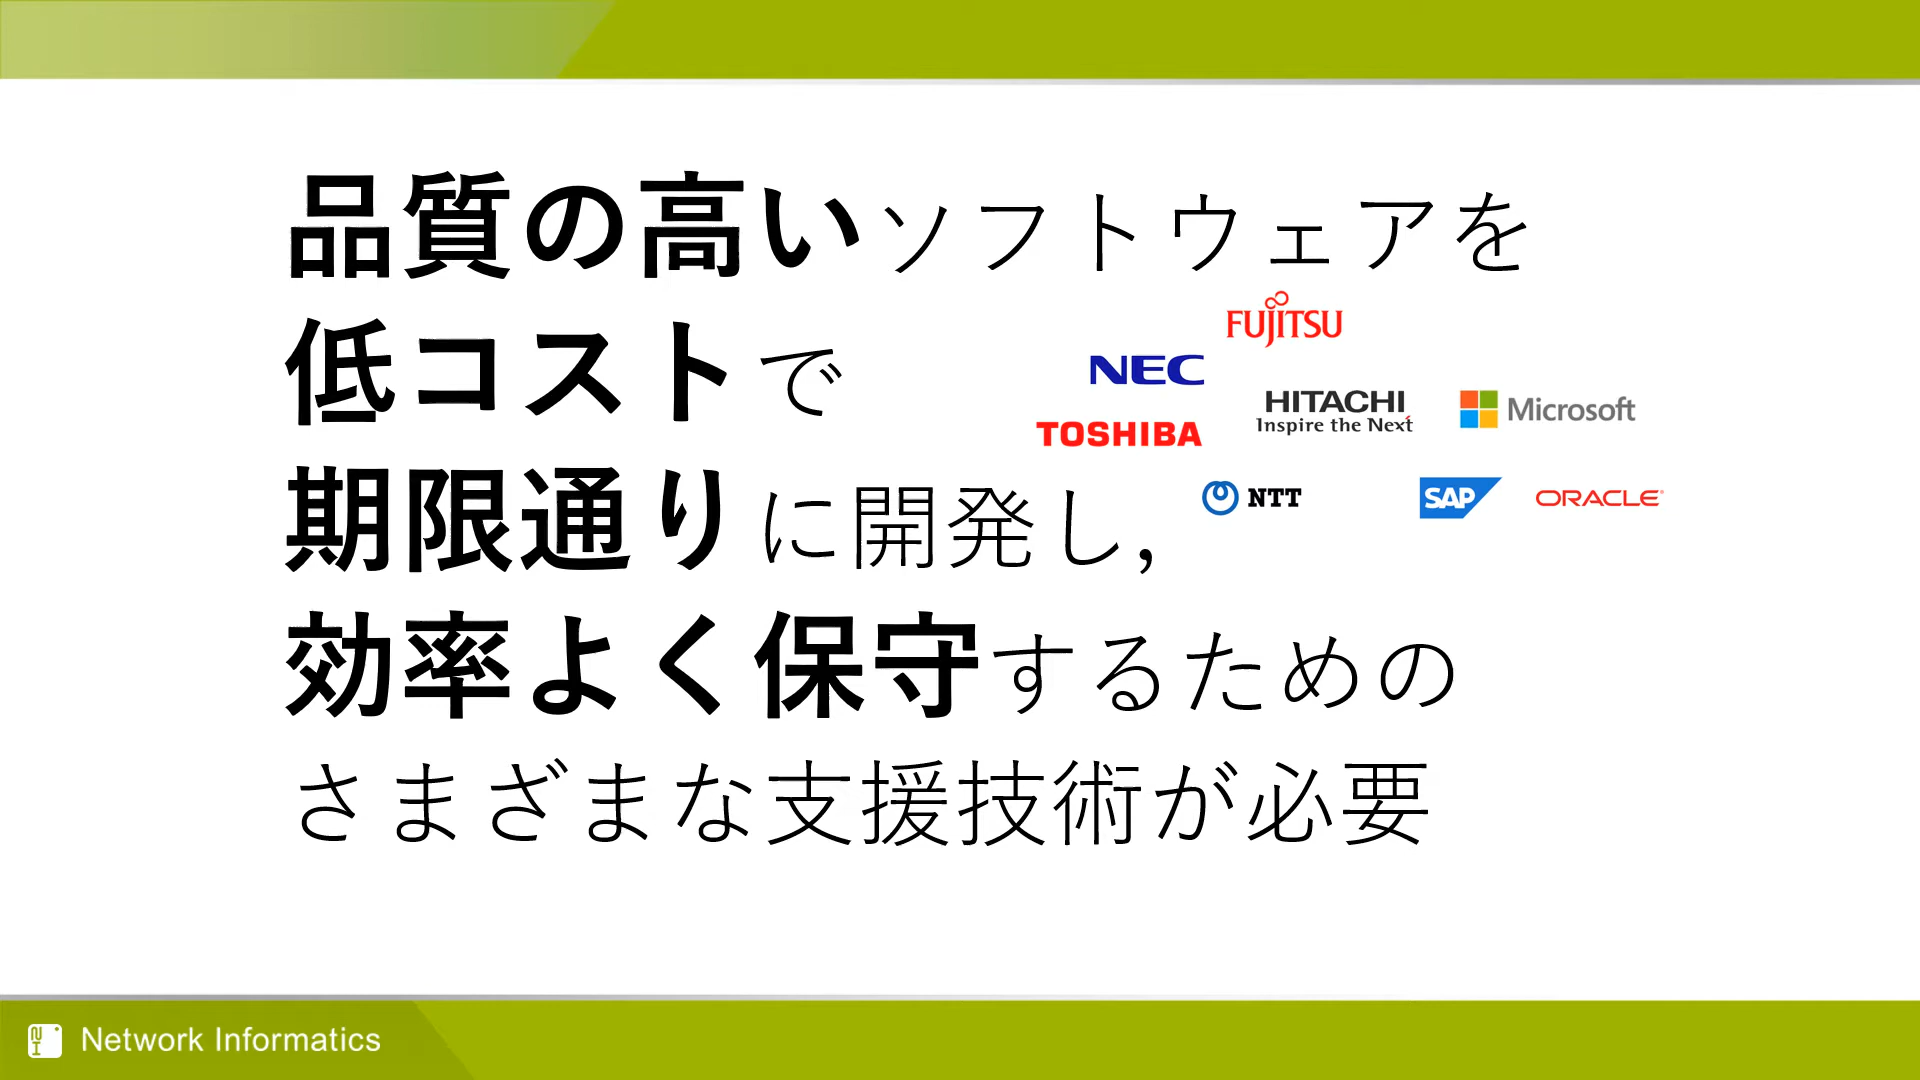 品質の高いソフトウェアを
低コストで
期限通りに開発し,
効率よく保守するための
さまざまな支援技術が必要
FUJITSU
NEC
HITACHI
Inspire the Next
Microsoft
TOSHIBA
NTT
SAP
ORACLE
NI
Network Informatics